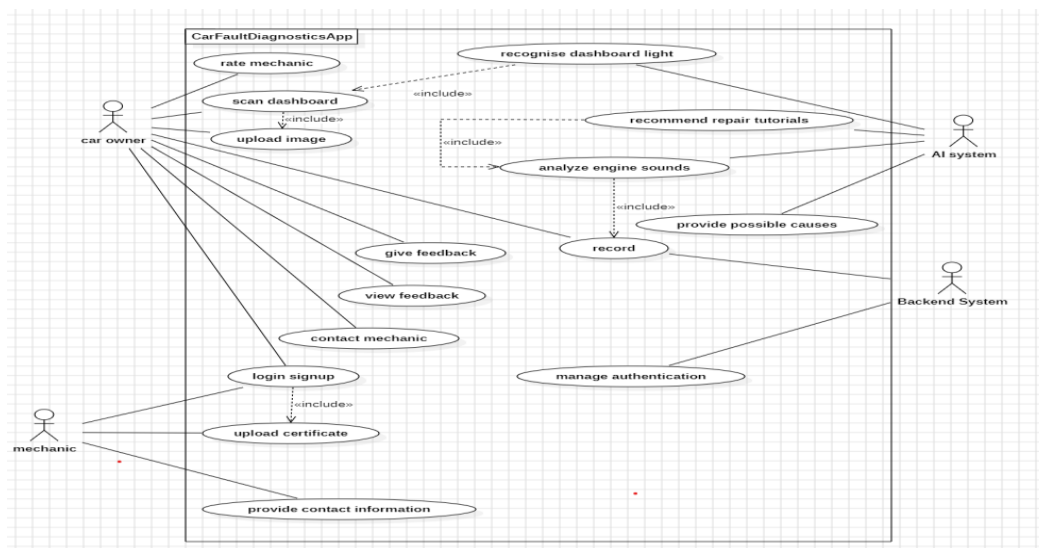 CarFaultDiagnosticsApp
recognise dashboard light
rate mechanic
«include»
scan dashboard
«include»
recommend repair tutorials
car owner
upload image
«include»
AI system
analyze engine sounds
«include»
provide possible causes
record
give feedback
view feedback
Backend System
contact mechanic
login signup
manage authentication
«include»
upload certificate
mechanic
provide contact information